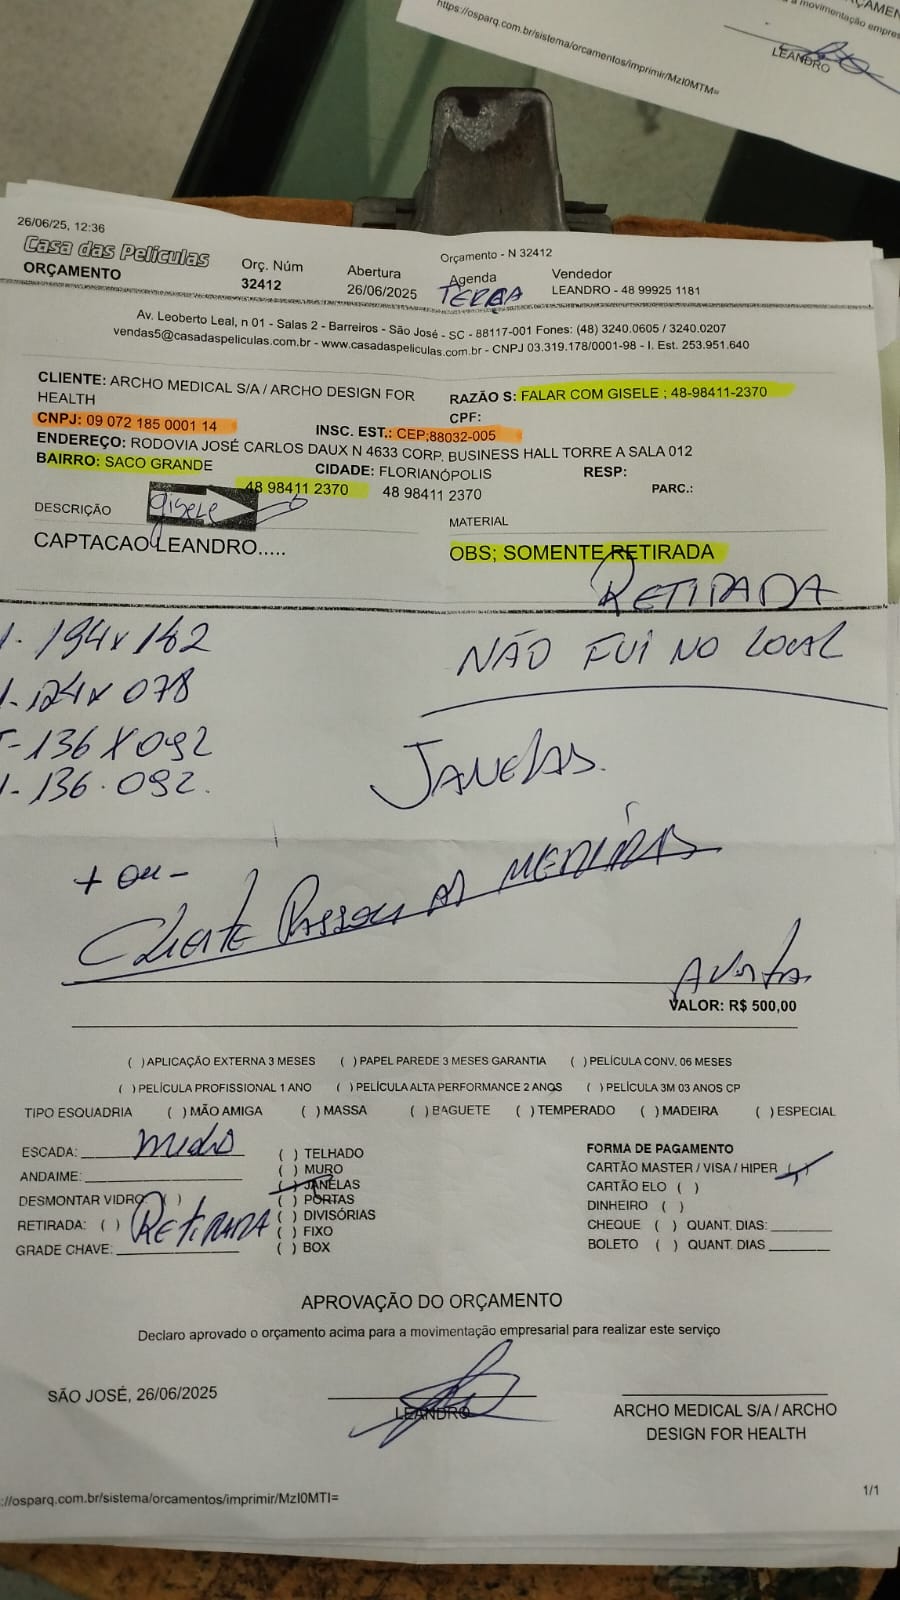 https://osparq.com.br/sistema/orcamentos/imprimir/MzI0MTM=
a movimentação empres
LEANDRO
26/06/25, 12:36
Orçamento - N 32412
Casa das Películas
ORÇAMENTO
Orç. Núm
32412
Abertura
26/06/2025
Agenda
TERÇA
Vendedor
LEANDRO - 48 99925 1181
Av. Leoberto Leal, n 01 - Salas 2 - Barreiros - São José - SC - 88117-001 Fones: (48) 3240.0605 / 3240.0207
vendas5@casadaspeliculas.com.br - www.casadaspeliculas.com.br - CNPJ 03.319.178/0001-98 - I. Est. 253.951.640
CLIENTE: ARCHO MEDICAL S/A / ARCHO DESIGN FOR
HEALTH
RAZÃO S: FALAR COM GISELE ; 48-98411-2370
CNPJ: 09 072 185 0001 14
INSC. EST.: CEP;88032-005
CPF:
ENDEREÇO: RODOVIA JOSÉ CARLOS DAUX N 4633 CORP. BUSINESS HALL TORRE A SALA 012
BAIRRO: SACO GRANDE
CIDADE: FLORIANÓPOLIS
RESP:
48 98411 2370 48 98411 2370
PARC.:
DESCRIÇÃO
gisele
MATERIAL
CAPTACAO LEANDRO.....
OBS; SOMENTE RETIRADA
RETIRADA
NÃO FUI NO LOCAL
1- 194x162
1- 124x078
1- 136x092
1- 136.092.
JANELAS.
+ ou -
CLIENTE PASSOU AS MEDIDAS
Avista
VALOR: R$ 500,00
( )APLICAÇÃO EXTERNA 3 MESES ( ) PAPEL PAREDE 3 MESES GARANTIA ( )PELÍCULA CONV. 06 MESES
( )PELÍCULA PROFISSIONAL 1 ANO ( )PELÍCULA ALTA PERFORMANCE 2 ANOS ( )PELÍCULA 3M 03 ANOS CP
TIPO ESQUADRIA ( ) MÃO AMIGA ( ) MASSA ( ) BAGUETE ( ) TEMPERADO ( ) MADEIRA ( ) ESPECIAL
ESCADA: medio
ANDAIME:
DESMONTAR VIDRO: ( )
RETIRADA: ( ) RETIRADA
GRADE CHAVE:
( ) TELHADO
( ) MURO
( ) JANELAS
( ) PORTAS
( ) DIVISÓRIAS
( ) FIXO
( ) BOX
FORMA DE PAGAMENTO
CARTÃO MASTER / VISA / HIPER ( )
CARTÃO ELO ( )
DINHEIRO ( )
CHEQUE ( ) QUANT. DIAS:
BOLETO ( ) QUANT. DIAS
APROVAÇÃO DO ORÇAMENTO
Declaro aprovado o orçamento acima para a movimentação empresarial para realizar este serviço
SÃO JOSÉ, 26/06/2025
LEANDRO
ARCHO MEDICAL S/A / ARCHO
DESIGN FOR HEALTH
://osparq.com.br/sistema/orcamentos/imprimir/MzI0MTI=
1/1